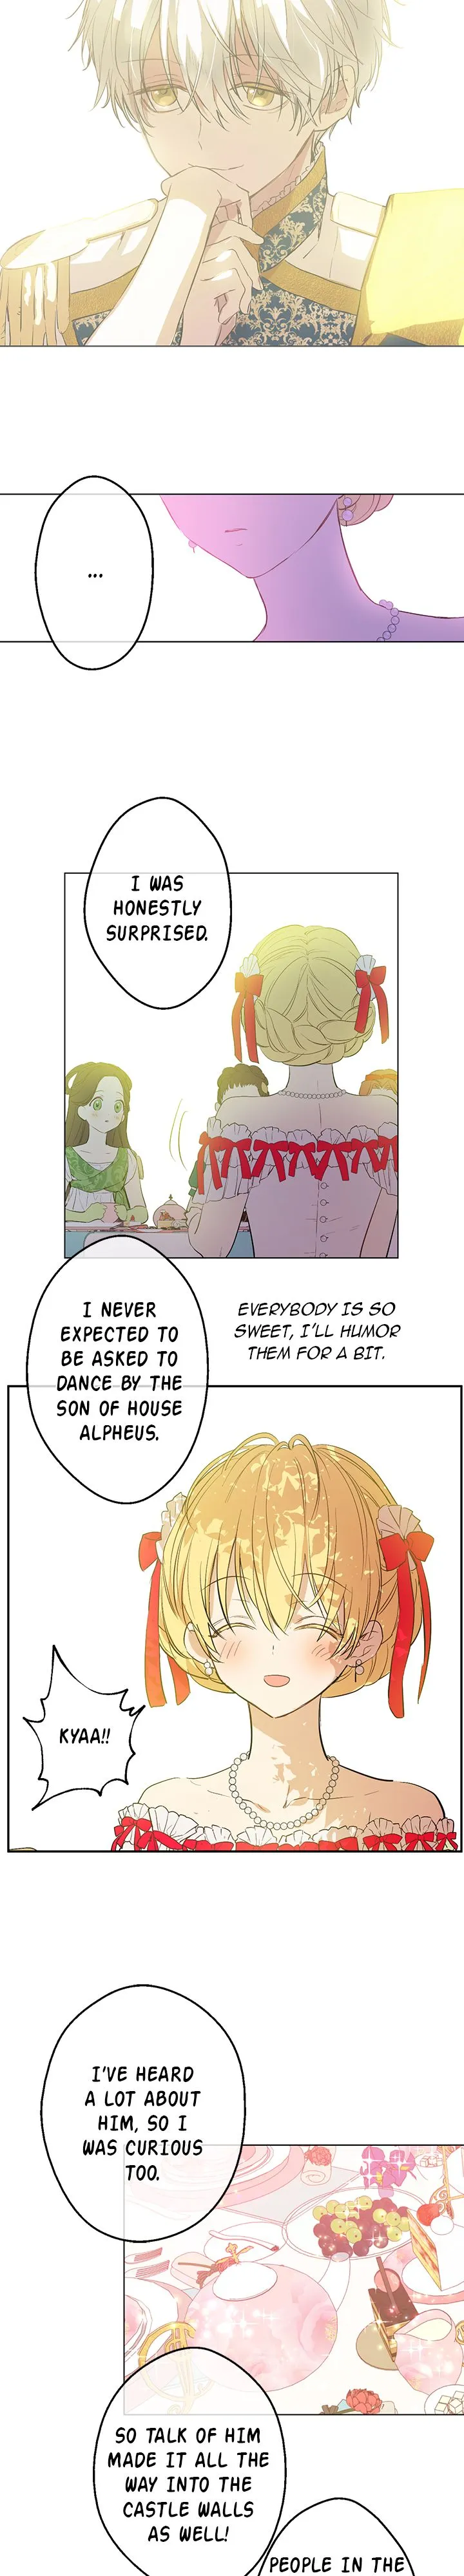 ...
I WAS
HONESTLY
SURPRISED.
I NEVER
EXPECTED TO
BE ASKED TO
DANCE BY THE
SON OF HOUSE
ALPHEUS.
EVERYBODY IS SO
SWEET, I'LL HUMOR
THEM FOR A BIT.
KYAA!!
I'VE HEARD
A LOT ABOUT
HIM, SO I
WAS CURIOUS
TOO.
SO TALK OF HIM
MADE IT ALL THE
WAY INTO THE
CASTLE WALLS
AS WELL!
PEOPLE IN THE